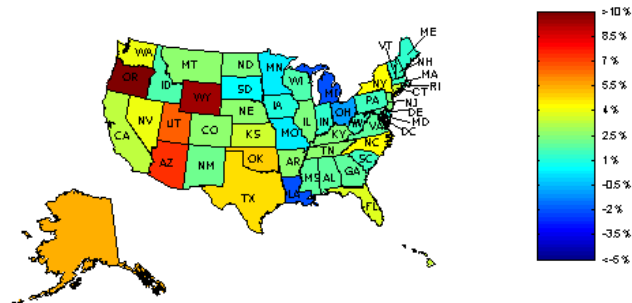 ME
WA
VT
MT
ND
NH
MN
OR
MA
ID
WI
NY
RI
SD
MI
CT
WY
PA
NJ
IA
OH
NE
DE
IL
IN
MD
NV
UT
CO
DC
CA
KS
MO
KY
VA
NC
TN
AZ
OK
NM
AR
SC
MS
AL
GA
TX
LA
FL
>10%
8.5%
7%
5.5%
4%
2.5%
1%
-0.5%
-2%
-3.5%
<-5%